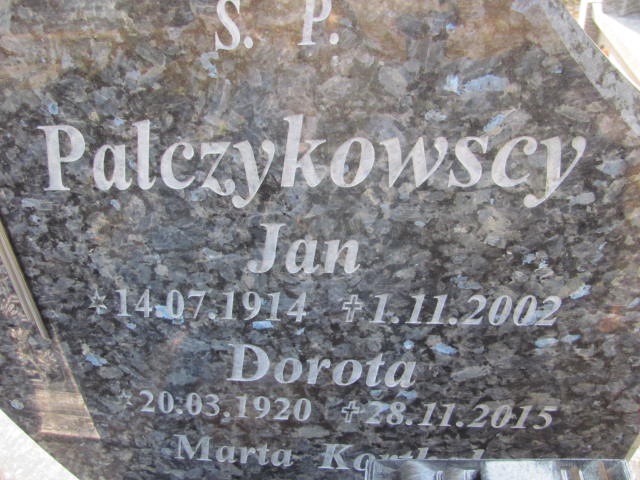 S. P.
Palczykowscy
Jan
☆14.07.1914 ✝1.11.2002
Dorota
☆20.03.1920 ✝28.11.2015
Marta